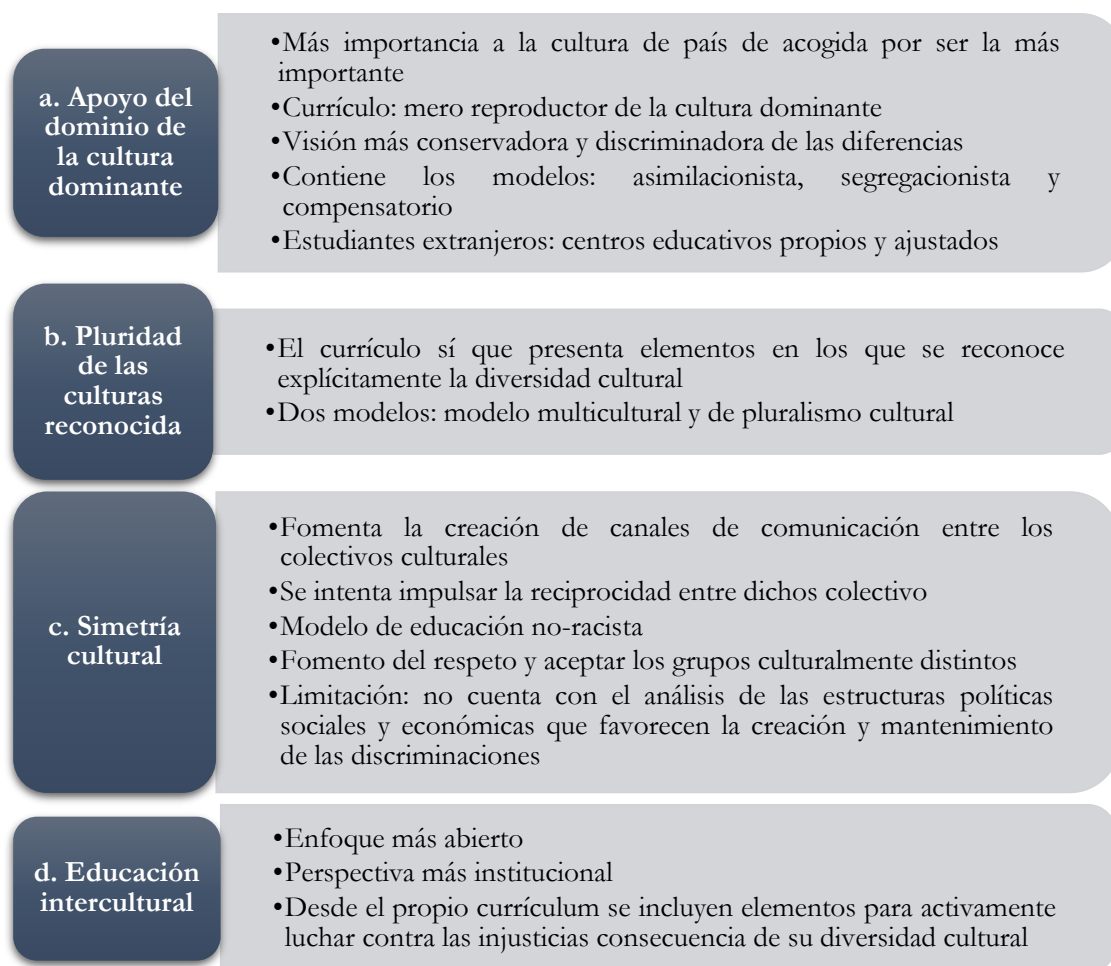 a. Apoyo del
dominio de
la cultura
dominante
•Más importancia a la cultura de país de acogida por ser la más
importante
•Currículo: mero reproductor de la cultura dominante
•Visión más conservadora y discriminadora de las diferencias
•Contiene los modelos: asimilacionista, segregacionista y
compensatorio
•Estudiantes extranjeros: centros educativos propios y ajustados
b. Pluridad
de las
culturas
reconocida
•El currículo sí que presenta elementos en los que se reconoce
explícitamente la diversidad cultural
•Dos modelos: modelo multicultural y de pluralismo cultural
c. Simetría
cultural
•Fomenta la creación de canales de comunicación entre los
colectivos culturales
•Se intenta impulsar la reciprocidad entre dichos colectivo
•Modelo de educación no-racista
•Fomento del respeto y aceptar los grupos culturalmente distintos
•Limitación: no cuenta con el análisis de las estructuras políticas
sociales y económicas que favorecen la creación y mantenimiento
de las discriminaciones
d. Educación
intercultural
•Enfoque más abierto
•Perspectiva más institucional
•Desde el propio currículum se incluyen elementos para activamente
luchar contra las injusticias consecuencia de su diversidad cultural